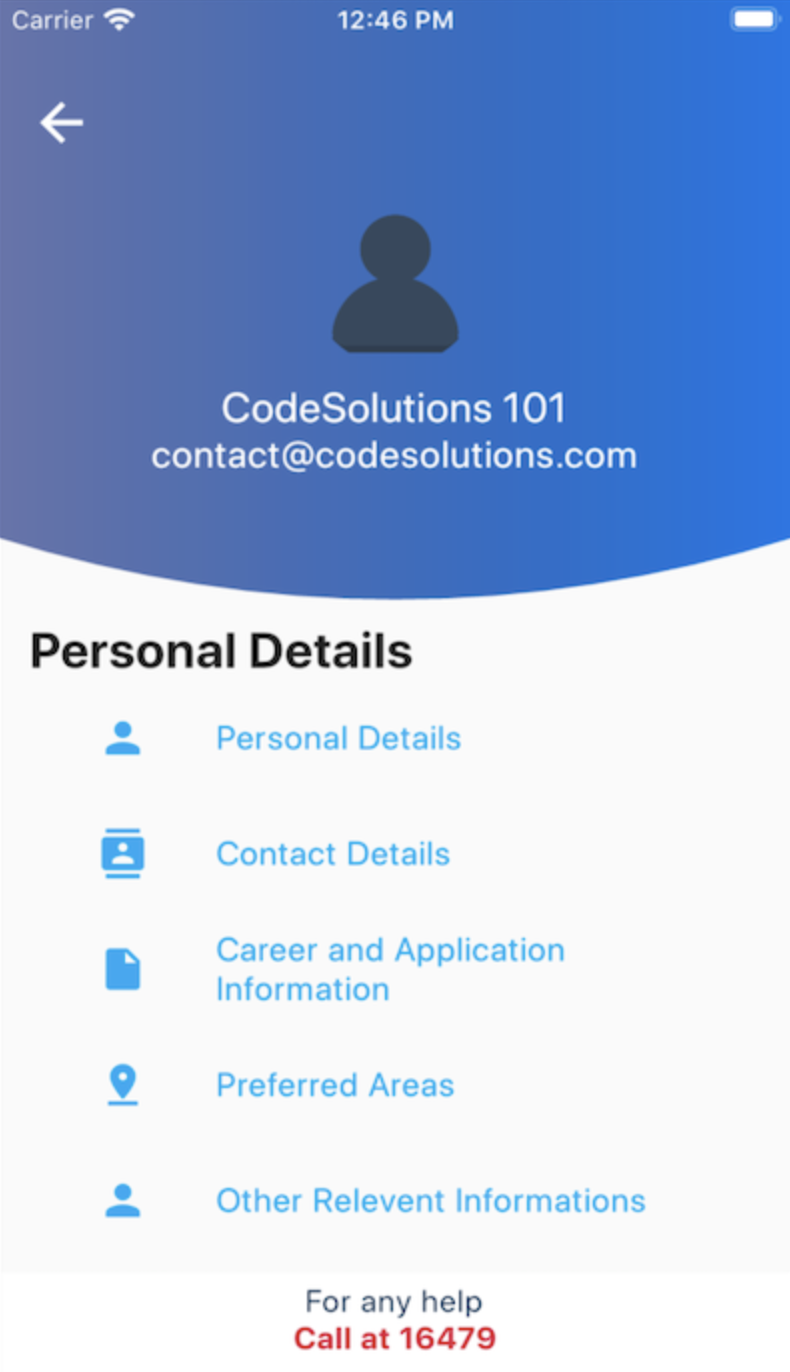 Carrier 12:46 PM
CodeSolutions 101
contact@codesolutions.com
Personal Details
Personal Details
Contact Details
Career and Application
Information
Preferred Areas
Other Relevent Informations
For any help
Call at 16479